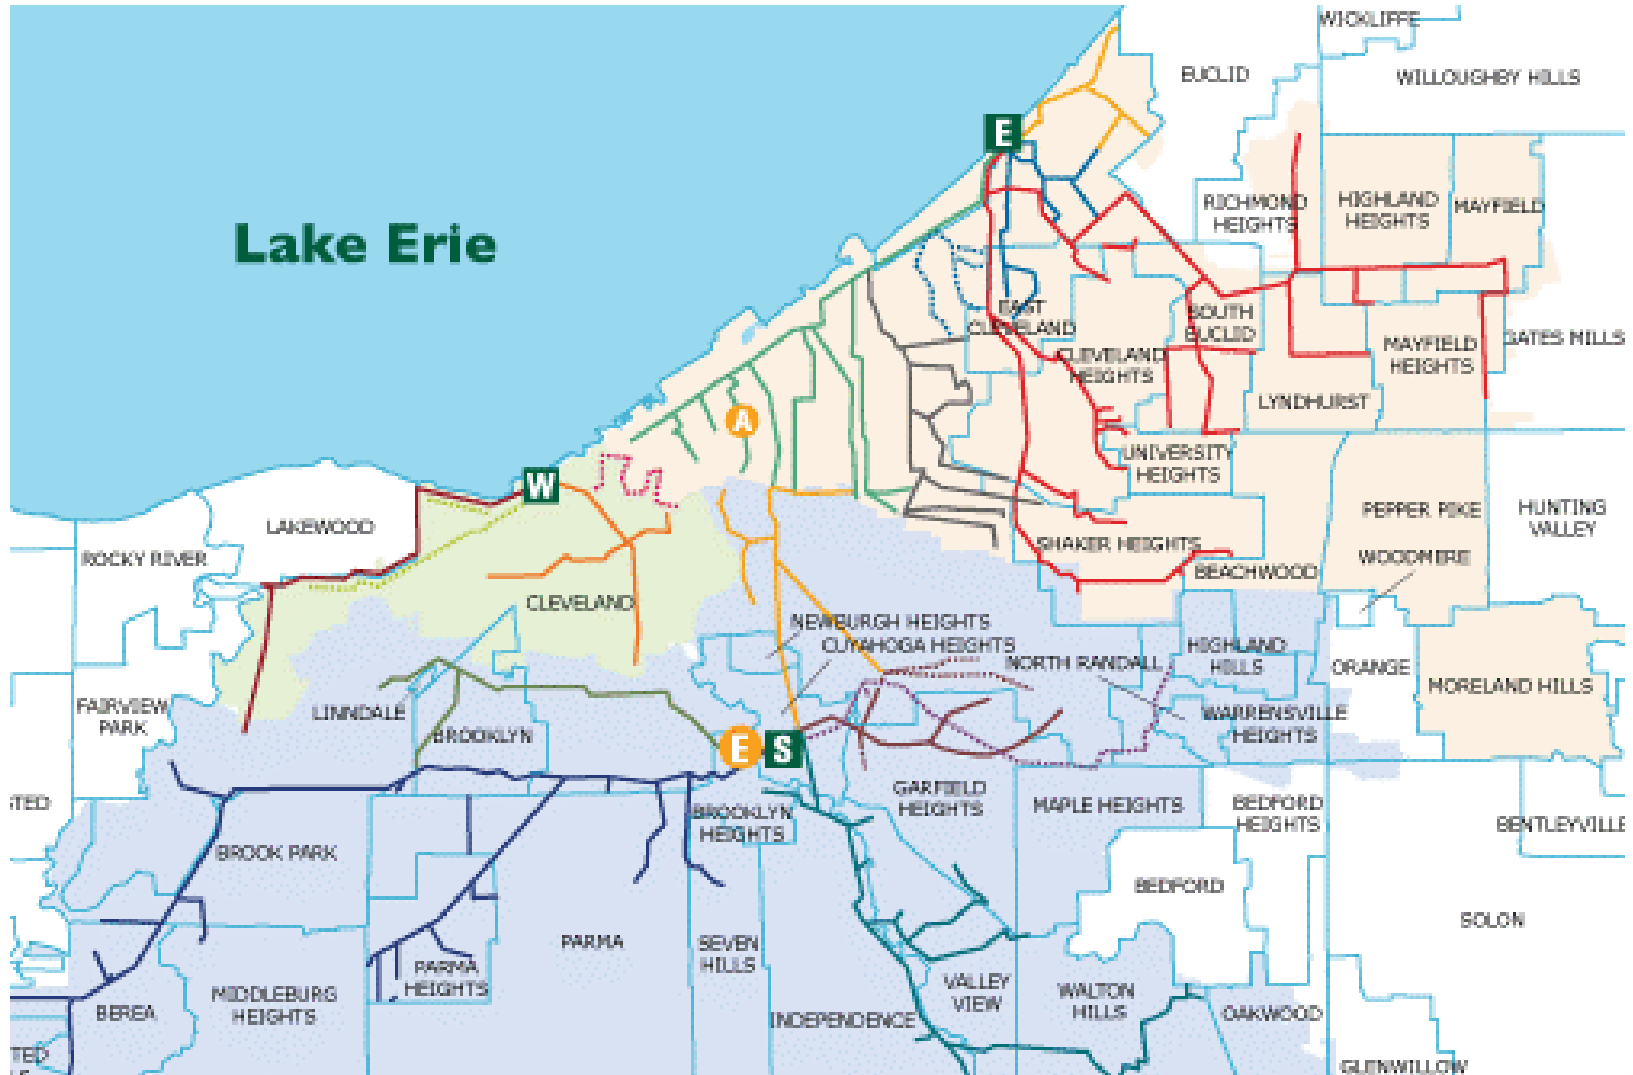 WICKLIFFE
EUCLID
WILLOUGHBY HILLS
E
RICHMOND
HEIGHTS
HIGHLAND
HEIGHTS
MAYFIELD
Lake Erie
EAST
CLEVELAND
SOUTH
EUCLID
GATES MILLS
CLEVELAND
HEIGHTS
MAYFIELD
HEIGHTS
LYNDHURST
A
UNIVERSITY
HEIGHTS
W
PEPPER PIKE
HUNTING
VALLEY
LAKEWOOD
ROCKY RIVER
SHAKER HEIGHTS
WOODMERE
BEACHWOOD
CLEVELAND
NEWBURGH HEIGHTS
CUYAHOGA HEIGHTS
NORTH RANDALL
HIGHLAND
HILLS
ORANGE
MORELAND HILLS
FAIRVIEW
PARK
LINNDALE
BROOKLYN
WARRENSVILLE
HEIGHTS
E
S
GARFIELD
HEIGHTS
MAPLE HEIGHTS
BEDFORD
HEIGHTS
BENTLEYVILLE
TED
BROOKLYN
HEIGHTS
BROOK PARK
BEDFORD
SOLON
PARMA
SEVEN
HILLS
PARMA
HEIGHTS
VALLEY
VIEW
WALTON
HILLS
BEREA
MIDDLEBURG
HEIGHTS
INDEPENDENCE
OAKWOOD
TED
GLENWILLOW